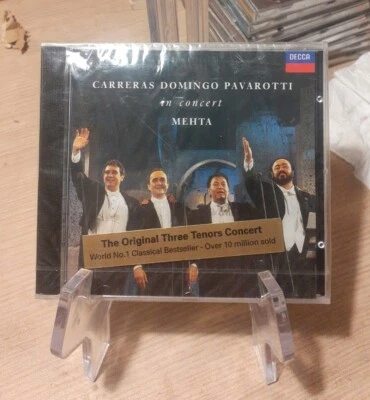 DECCA
CARRERAS DOMINGO PAVAROTTI
in concert
MEHTA
The Original Three Tenors Concert
World No.1 Classical Bestseller - Over 10 million sold